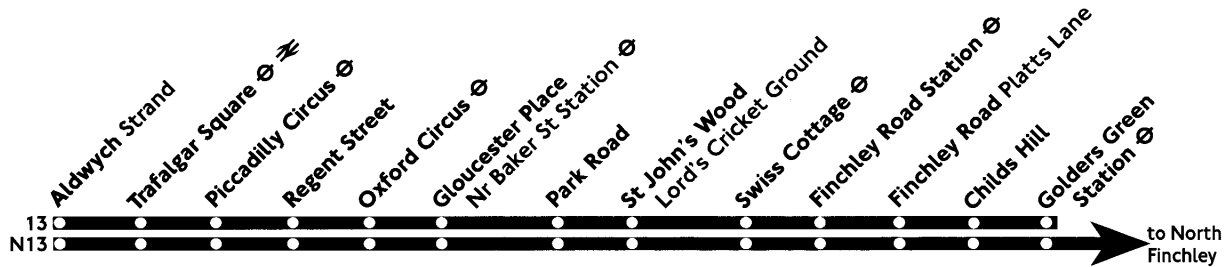 Aldwych Strand
Trafalgar Square
Piccadilly Circus
Regent Street
Oxford Circus
Gloucester Place
Nr Baker St Station
Park Road
St John's Wood
Lord's Cricket Ground
Swiss Cottage
Finchley Road Station
Finchley Road Platts Lane
Childs Hill
Golders Green
Station
13
N13
to North
Finchley